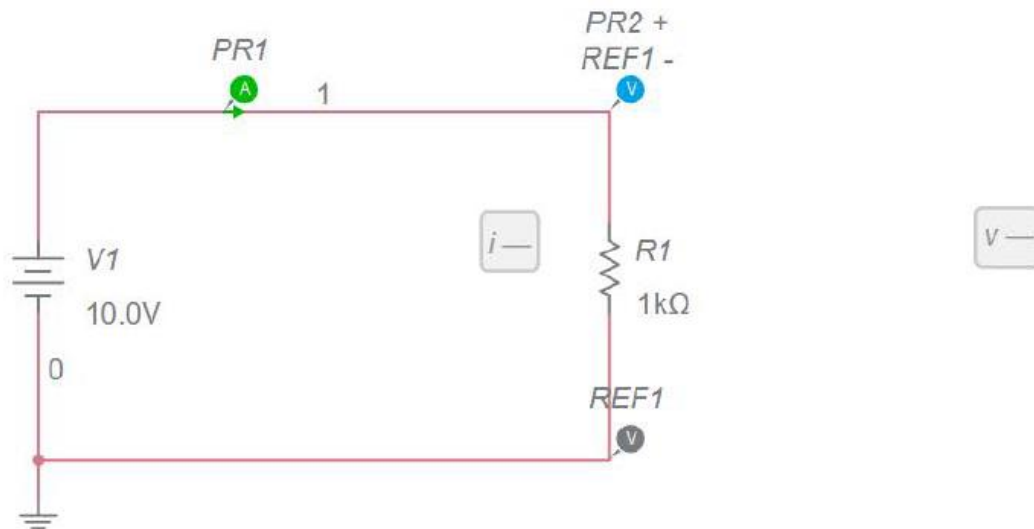 PR2 +
REF1 -
PR1
A
V
1
i —
V —
V1
10.0V
R1
1kΩ
0
REF1
V